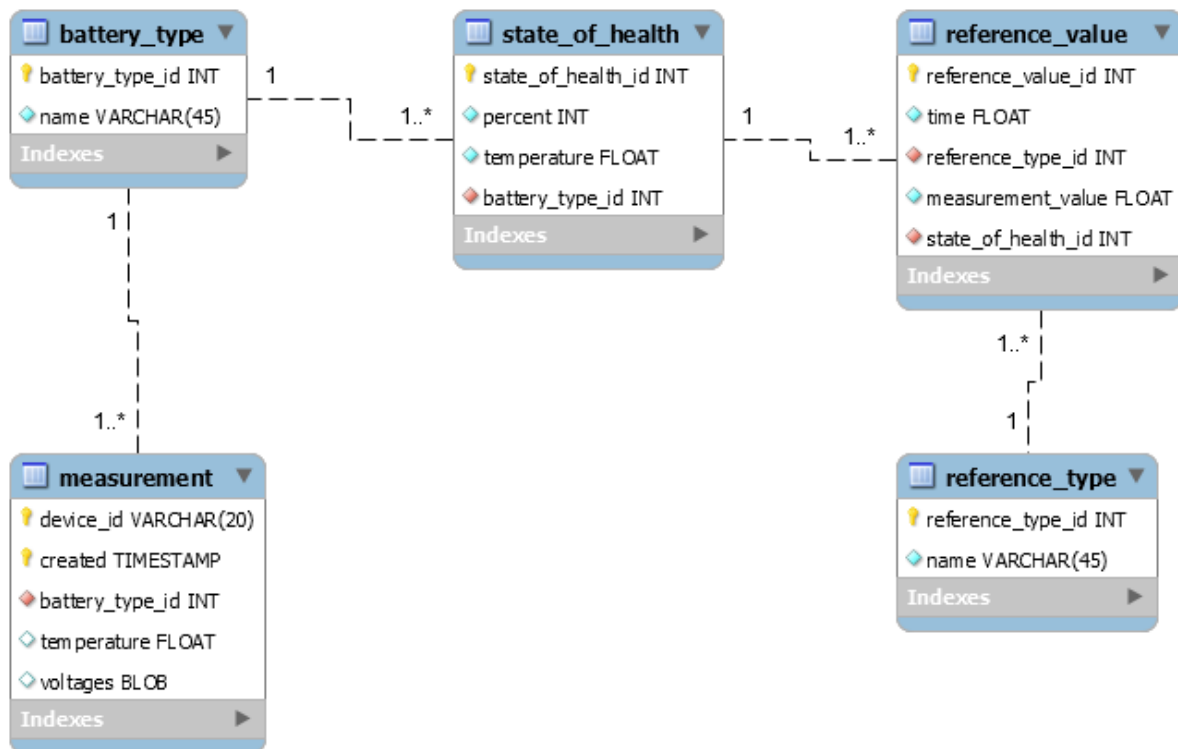 battery_type
battery_type_id INT
name VARCHAR(45)
Indexes
1
1..*
state_of_health
state_of_health_id INT
percent INT
temperature FLOAT
battery_type_id INT
Indexes
1
1..*
reference_value
reference_value_id INT
time FLOAT
reference_type_id INT
measurement_value FLOAT
state_of_health_id INT
Indexes
1
1..*
1..*
1
measurement
device_id VARCHAR(20)
created TIMESTAMP
battery_type_id INT
temperature FLOAT
voltages BLOB
Indexes
reference_type
reference_type_id INT
name VARCHAR(45)
Indexes